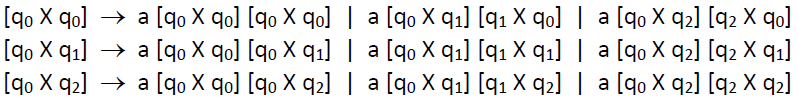 [q₀ X q₀] → a [q₀ X q₀] [q₀ X q₀] | a [q₀ X q₁] [q₁ X q₀] | a [q₀ X q₂] [q₂ X q₀]
[q₀ X q₁] → a [q₀ X q₀] [q₀ X q₁] | a [q₀ X q₁] [q₁ X q₁] | a [q₀ X q₂] [q₂ X q₁]
[q₀ X q₂] → a [q₀ X q₀] [q₀ X q₂] | a [q₀ X q₁] [q₁ X q₂] | a [q₀ X q₂] [q₂ X q₂]